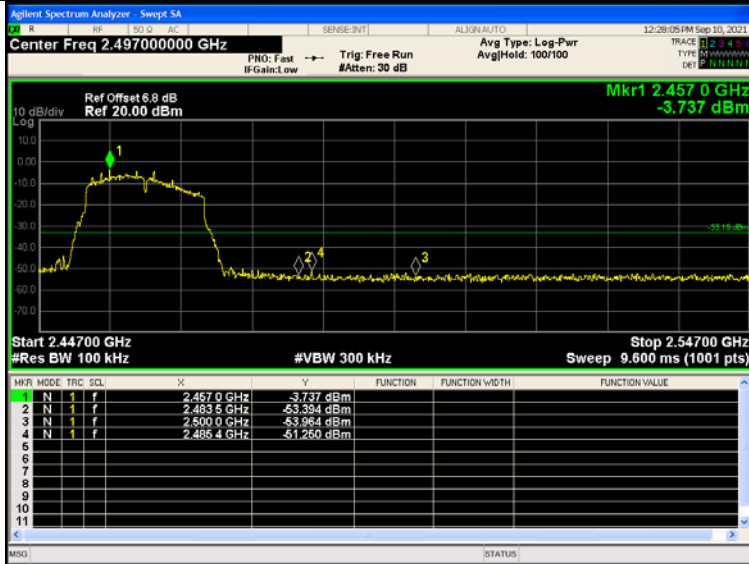 Agilent Spectrum Analyzer - Swept SA
R RF 50 Ω AC SENSE:INT ALIGN AUTO 12:28:05 PM Sep 10, 2021
Center Freq 2.497000000 GHz
PNO: Fast
IFGain:Low
Trig: Free Run
#Atten: 30 dB
Avg Type: Log-Pwr
Avg|Hold: 100/100
TRACE 1 2 3 4 5
TYPE M
DET P N N N N
Mkr1 2.457 0 GHz
-3.737 dBm
Ref Offset 6.8 dB
10 dB/div Ref 20.00 dBm
Log
10.0
0.00
-10.0
-20.0
-30.0
-40.0
-50.0
-60.0
-70.0
1
2
4
3
-33.19 dBm
Start 2.44700 GHz Stop 2.54700 GHz
#Res BW 100 kHz #VBW 300 kHz Sweep 9.600 ms (1001 pts)
MKR MODE TRC SCL X Y FUNCTION FUNCTION WIDTH FUNCTION VALUE
1 N 1 f 2.457 0 GHz -3.737 dBm
2 N 1 f 2.483 5 GHz -53.394 dBm
3 N 1 f 2.500 0 GHz -53.964 dBm
4 N 1 f 2.485 4 GHz -51.250 dBm
5
6
7
8
9
10
11
MSG STATUS